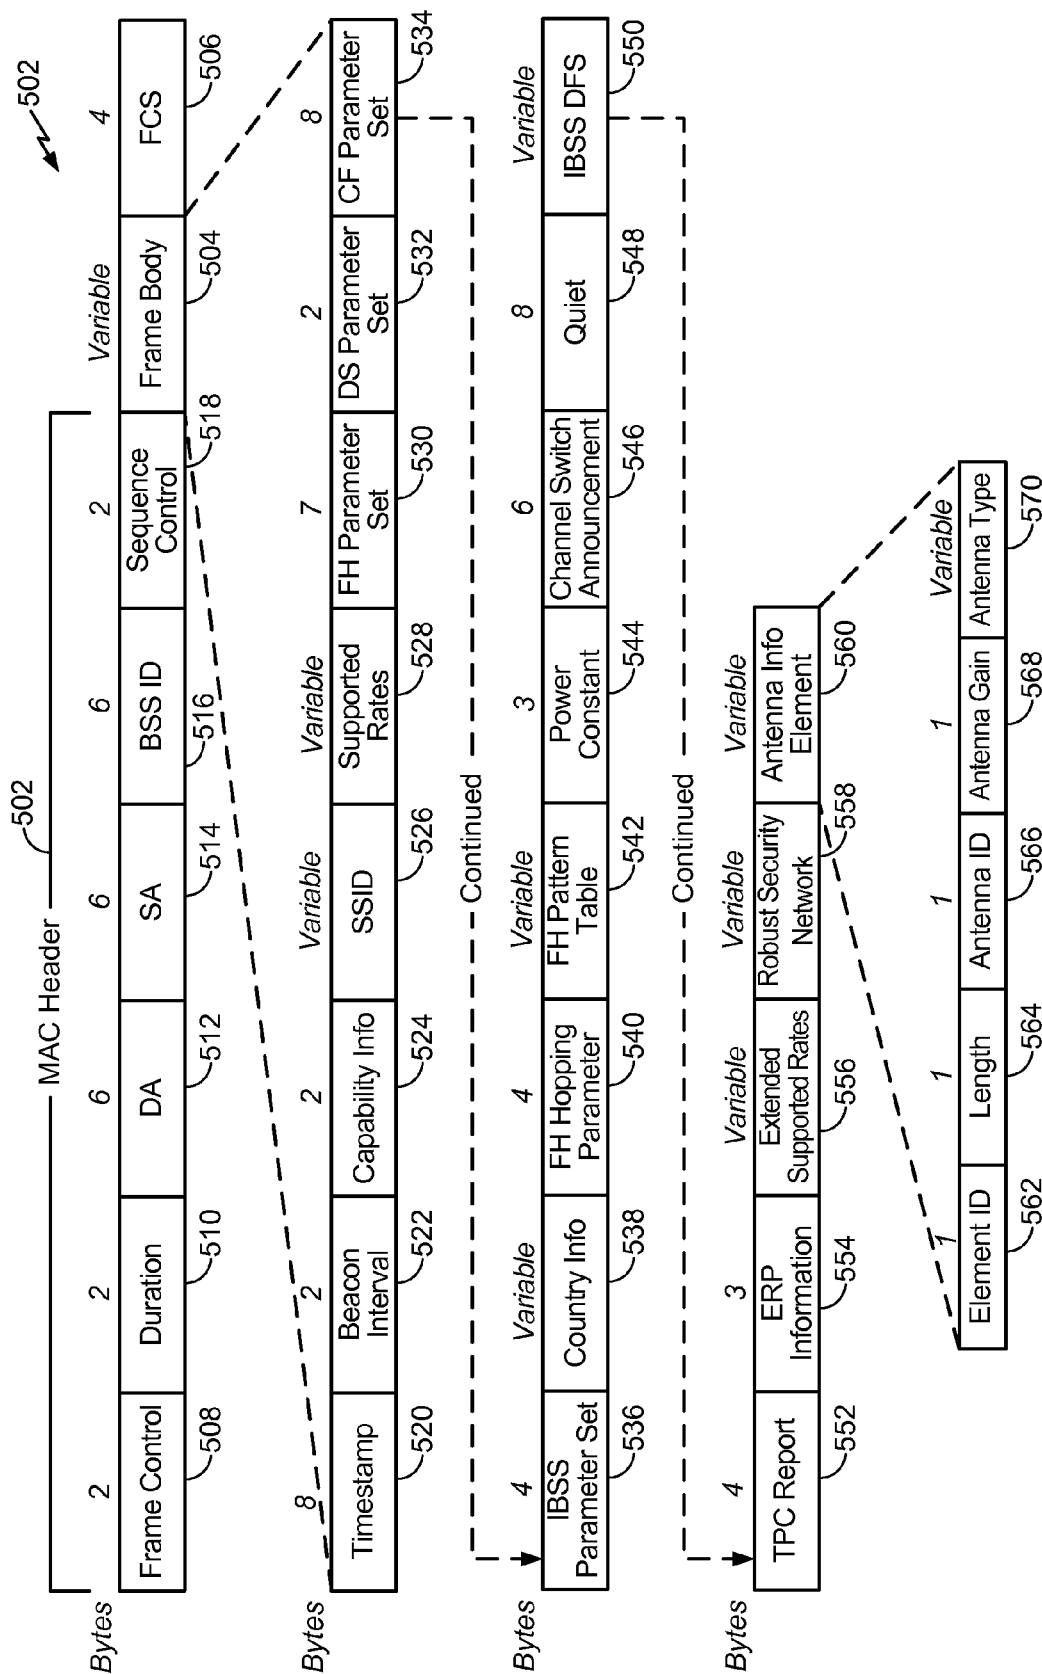 502
MAC Header
502
Bytes 2 2 6 6 6 2 Variable 4
Frame Control Duration DA SA BSS ID Sequence Control Frame Body FCS
508 510 512 514 516 518 504 506
Bytes 8 2 2 Variable Variable 7 2 8
Timestamp Beacon Interval Capability Info SSID Supported Rates FH Parameter Set DS Parameter Set CF Parameter Set
520 522 524 526 528 530 532 534
Continued
Bytes 4 Variable 4 Variable 3 6 8 Variable
IBSS Parameter Set Country Info FH Hopping Parameter FH Pattern Table Power Constant Channel Switch Announcement Quiet IBSS DFS
536 538 540 542 544 546 548 550
Continued
Bytes 4 3 Variable Variable Variable
TPC Report ERP Information Extended Supported Rates Robust Security Network Antenna Info Element
552 554 556 558 560
1 1 1 1 Variable
Element ID Length Antenna ID Antenna Gain Antenna Type
562 564 566 568 570